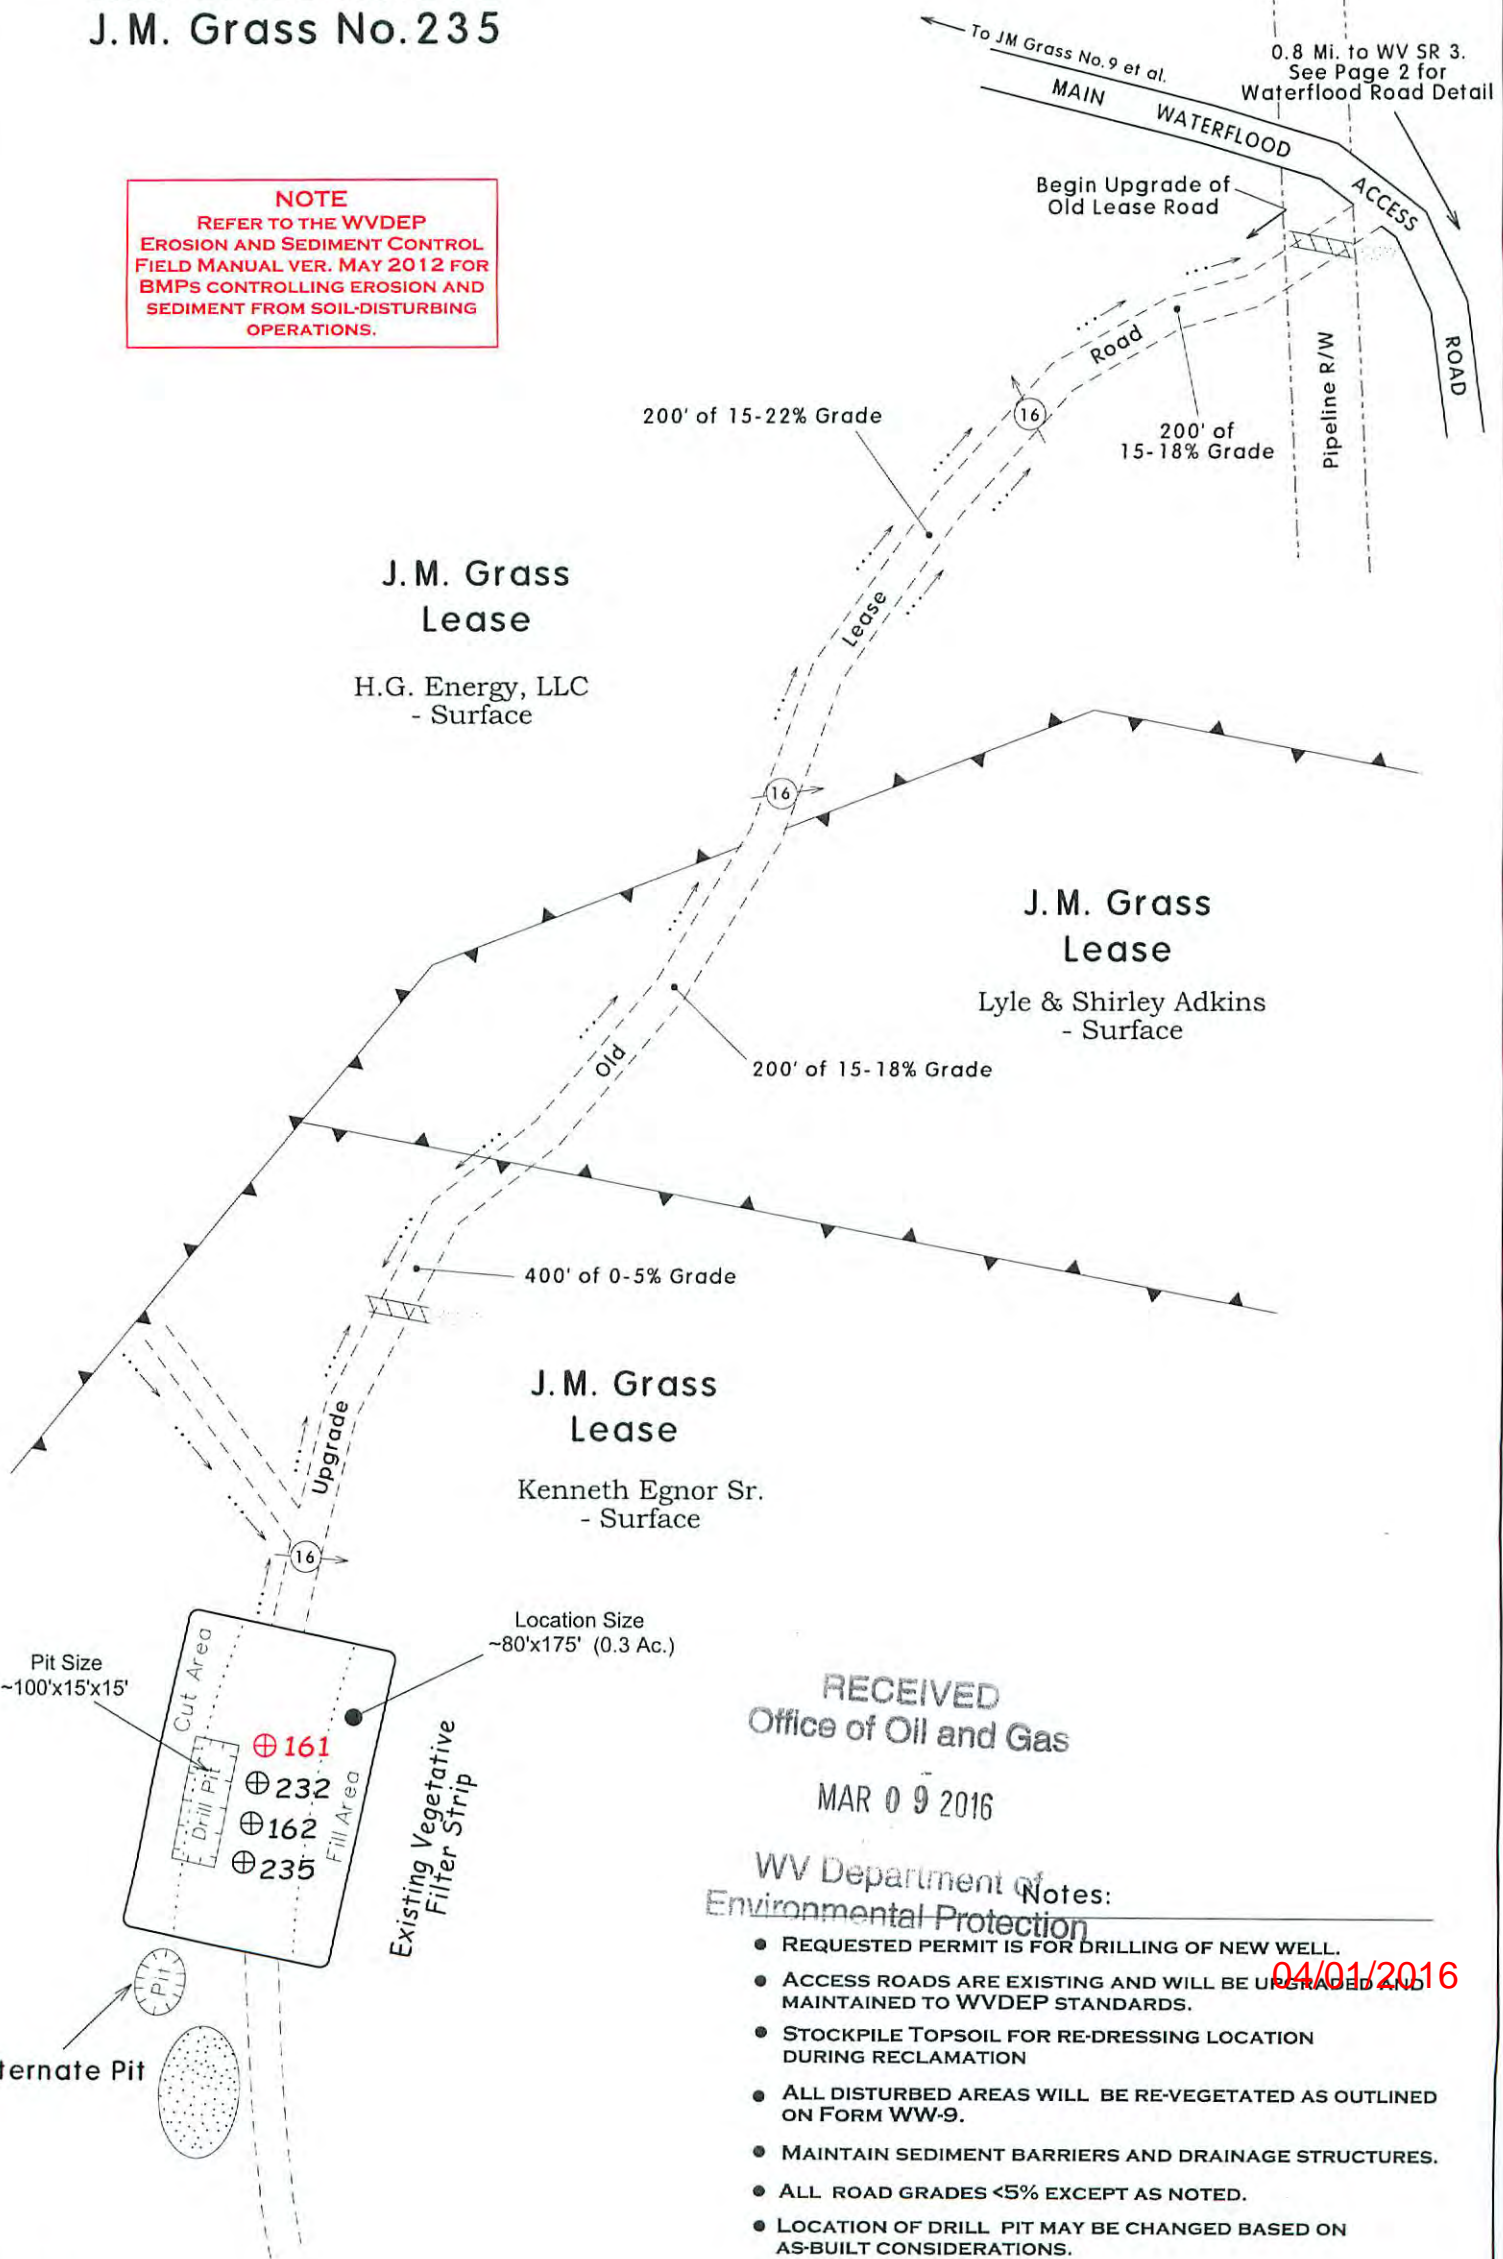 J.M. Grass No.235
To JM Grass No.9 et al.
0.8 Mi. to WV SR 3.
See Page 2 for
Waterflood Road Detail
MAIN WATERFLOOD ACCESS ROAD
NOTE
REFER TO THE WVDEP
EROSION AND SEDIMENT CONTROL
FIELD MANUAL VER. MAY 2012 FOR
BMPS CONTROLLING EROSION AND
SEDIMENT FROM SOIL-DISTURBING
OPERATIONS.
Begin Upgrade of
Old Lease Road
Road
Pipeline R/W
200' of 15-22% Grade
16
200' of
15-18% Grade
J.M. Grass
Lease
H.G. Energy, LLC
- Surface
Lease
16
J.M. Grass
Lease
Lyle & Shirley Adkins
- Surface
Old
200' of 15-18% Grade
400' of 0-5% Grade
J.M. Grass
Lease
Kenneth Egnor Sr.
- Surface
Upgrade
16
Location Size
~80'x175' (0.3 Ac.)
Pit Size
~100'x15'x15'
Cut Area
Drill Pit
161
232
162
235
Fill Area
Existing Vegetative
Filter Strip
Pit
ternate Pit
RECEIVED
Office of Oil and Gas
MAR 09 2016
WV Department of
Environmental Protection
Notes:
● REQUESTED PERMIT IS FOR DRILLING OF NEW WELL.
04/01/2016
● ACCESS ROADS ARE EXISTING AND WILL BE UPGRADED AND
MAINTAINED TO WVDEP STANDARDS.
● STOCKPILE TOPSOIL FOR RE-DRESSING LOCATION
DURING RECLAMATION
● ALL DISTURBED AREAS WILL BE RE-VEGETATED AS OUTLINED
ON FORM WW-9.
● MAINTAIN SEDIMENT BARRIERS AND DRAINAGE STRUCTURES.
● ALL ROAD GRADES <5% EXCEPT AS NOTED.
● LOCATION OF DRILL PIT MAY BE CHANGED BASED ON
AS-BUILT CONSIDERATIONS.